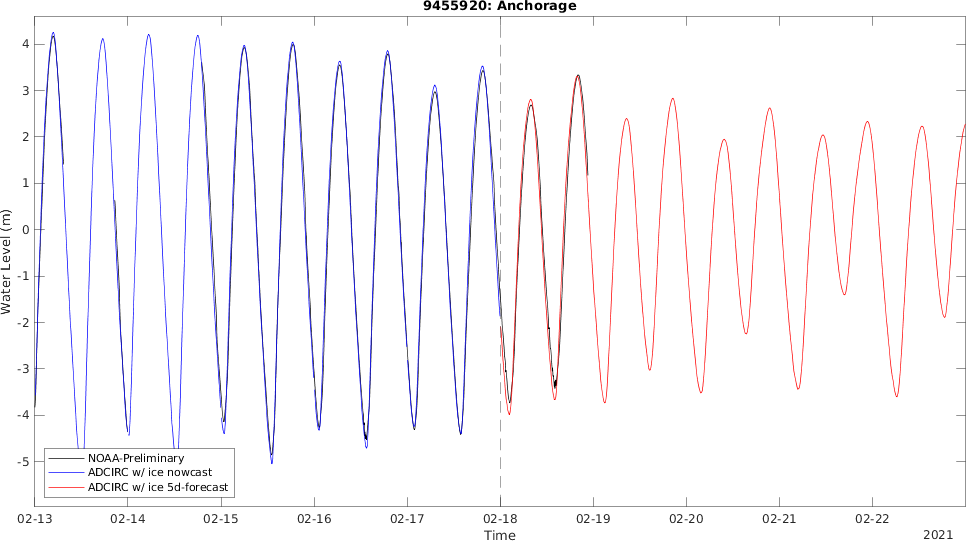 9455920: Anchorage
4
3
2
1
0
-1
-2
-3
-4
-5
Water Level (m)
NOAA-Preliminary
ADCIRC w/ ice nowcast
ADCIRC w/ ice 5d-forecast
02-13 02-14 02-15 02-16 02-17 02-18 02-19 02-20 02-21 02-22
Time
2021